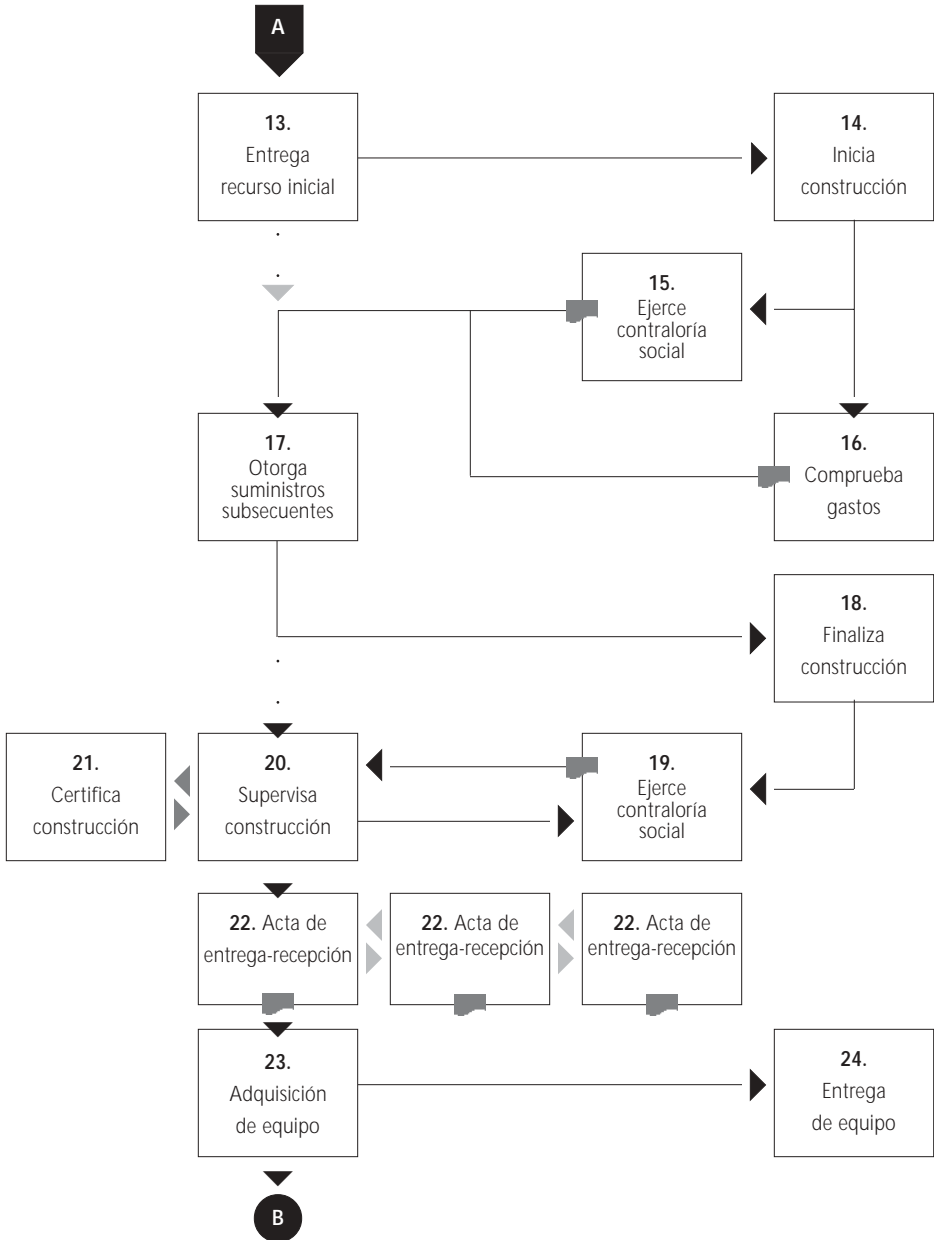 A
13.
Entrega
recurso inicial
14.
Inicia
construcción
15.
Ejerce
contraloría
social
17.
Otorga
suministros
subsecuentes
16.
Comprueba
gastos
18.
Finaliza
construcción
21.
Certifica
construcción
20.
Supervisa
construcción
19.
Ejerce
contraloría
social
22. Acta de
entrega-recepción
22. Acta de
entrega-recepción
22. Acta de
entrega-recepción
23.
Adquisición
de equipo
24.
Entrega
de equipo
B